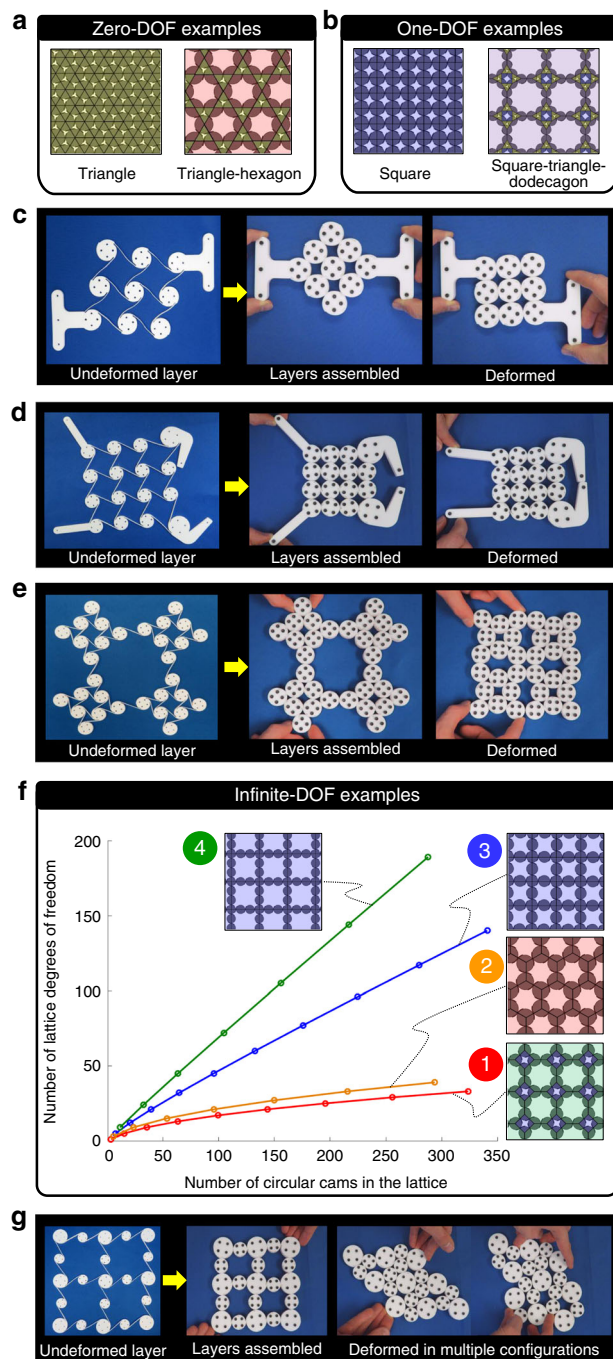 a
Zero-DOF examples
Triangle
Triangle-hexagon
b
One-DOF examples
Square
Square-triangle-
dodecagon
c
Undeformed layer
Layers assembled
Deformed
d
Undeformed layer
Layers assembled
Deformed
e
Undeformed layer
Layers assembled
Deformed
f
Infinite-DOF examples
Number of lattice degrees of freedom
200
150
100
50
0
4
3
2
1
0
50
100
150
200
250
300
350
Number of circular cams in the lattice
g
Undeformed layer
Layers assembled
Deformed in multiple configurations